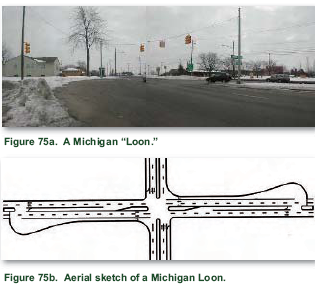 Figure 75a. A Michigan “Loon.”
Figure 75b. Aerial sketch of a Michigan Loon.